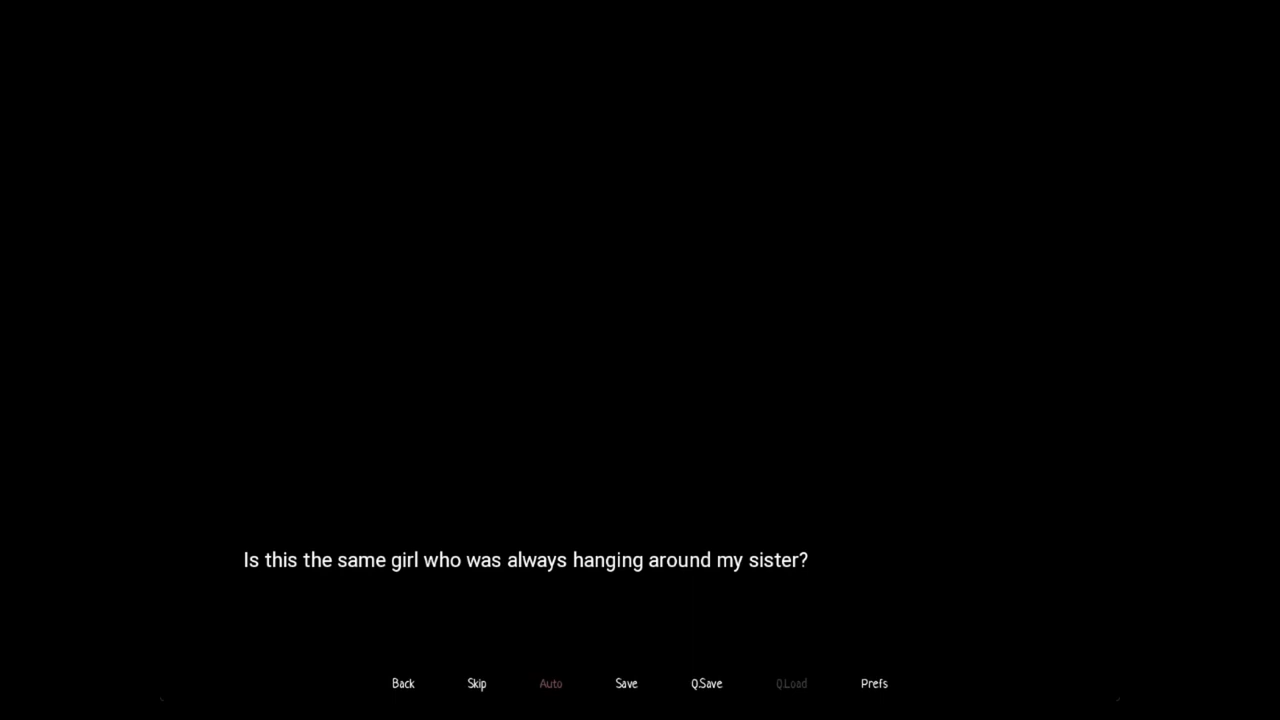 Is this the same girl who was always hanging around my sister?
Back Skip Auto Save Q.Save Q.Load Prefs